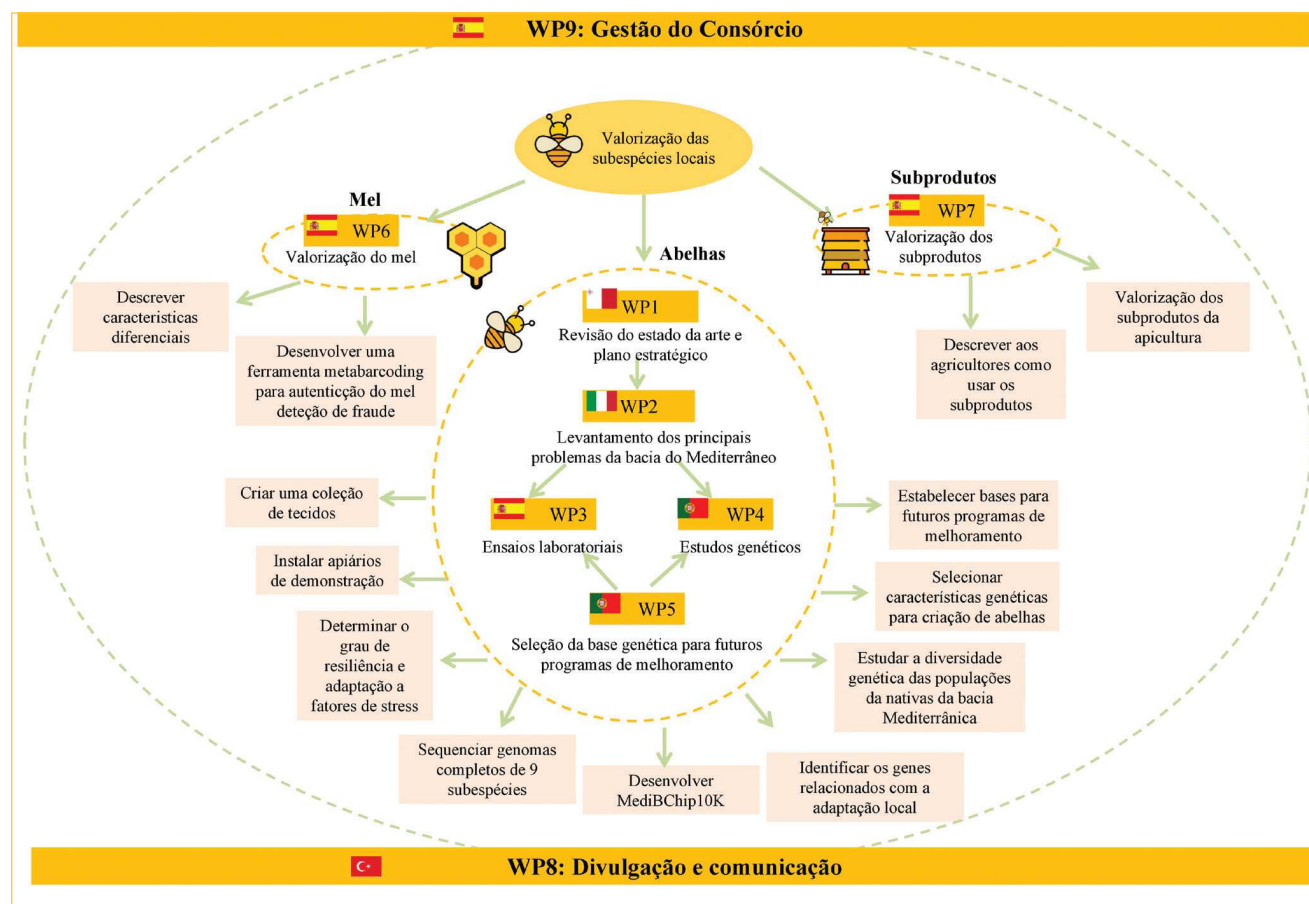 WP9: Gestão do Consórcio
Valorização das
subespécies locais
Mel
WP6
Valorização do mel
Subprodutos
WP7
Valorização dos
subprodutos
Abelhas
Descrever
caracteristicas
diferenciais
Desenvolver uma
ferramenta metabarcoding
para autenticção do mel
deteção de fraude
WP1
Revisão do estado da arte e
plano estratégico
Descrever aos
agricultores como
usar os
subprodutos
Valorização dos
subprodutos da
apicultura
WP2
Levantamento dos principais
problemas da bacia do Mediterrâneo
WP3
Ensaios laboratoriais
WP4
Estudos genéticos
WP5
Seleção da base genética para futuros
programas de melhoramento
Criar uma coleção
de tecidos
Instalar apiários
de demonstração
Determinar o
grau de
resiliência e
adaptação a
fatores de stress
Sequenciar genomas
completos de 9
subespécies
Desenvolver
MediBChip10K
Identificar os genes
relacionados com a
adaptação local
Estudar a diversidade
genética das populações
da nativas da bacia
Mediterrânica
Selecionar
características genéticas
para criação de abelhas
Estabelecer bases para
futuros programas de
melhoramento
WP8: Divulgação e comunicação